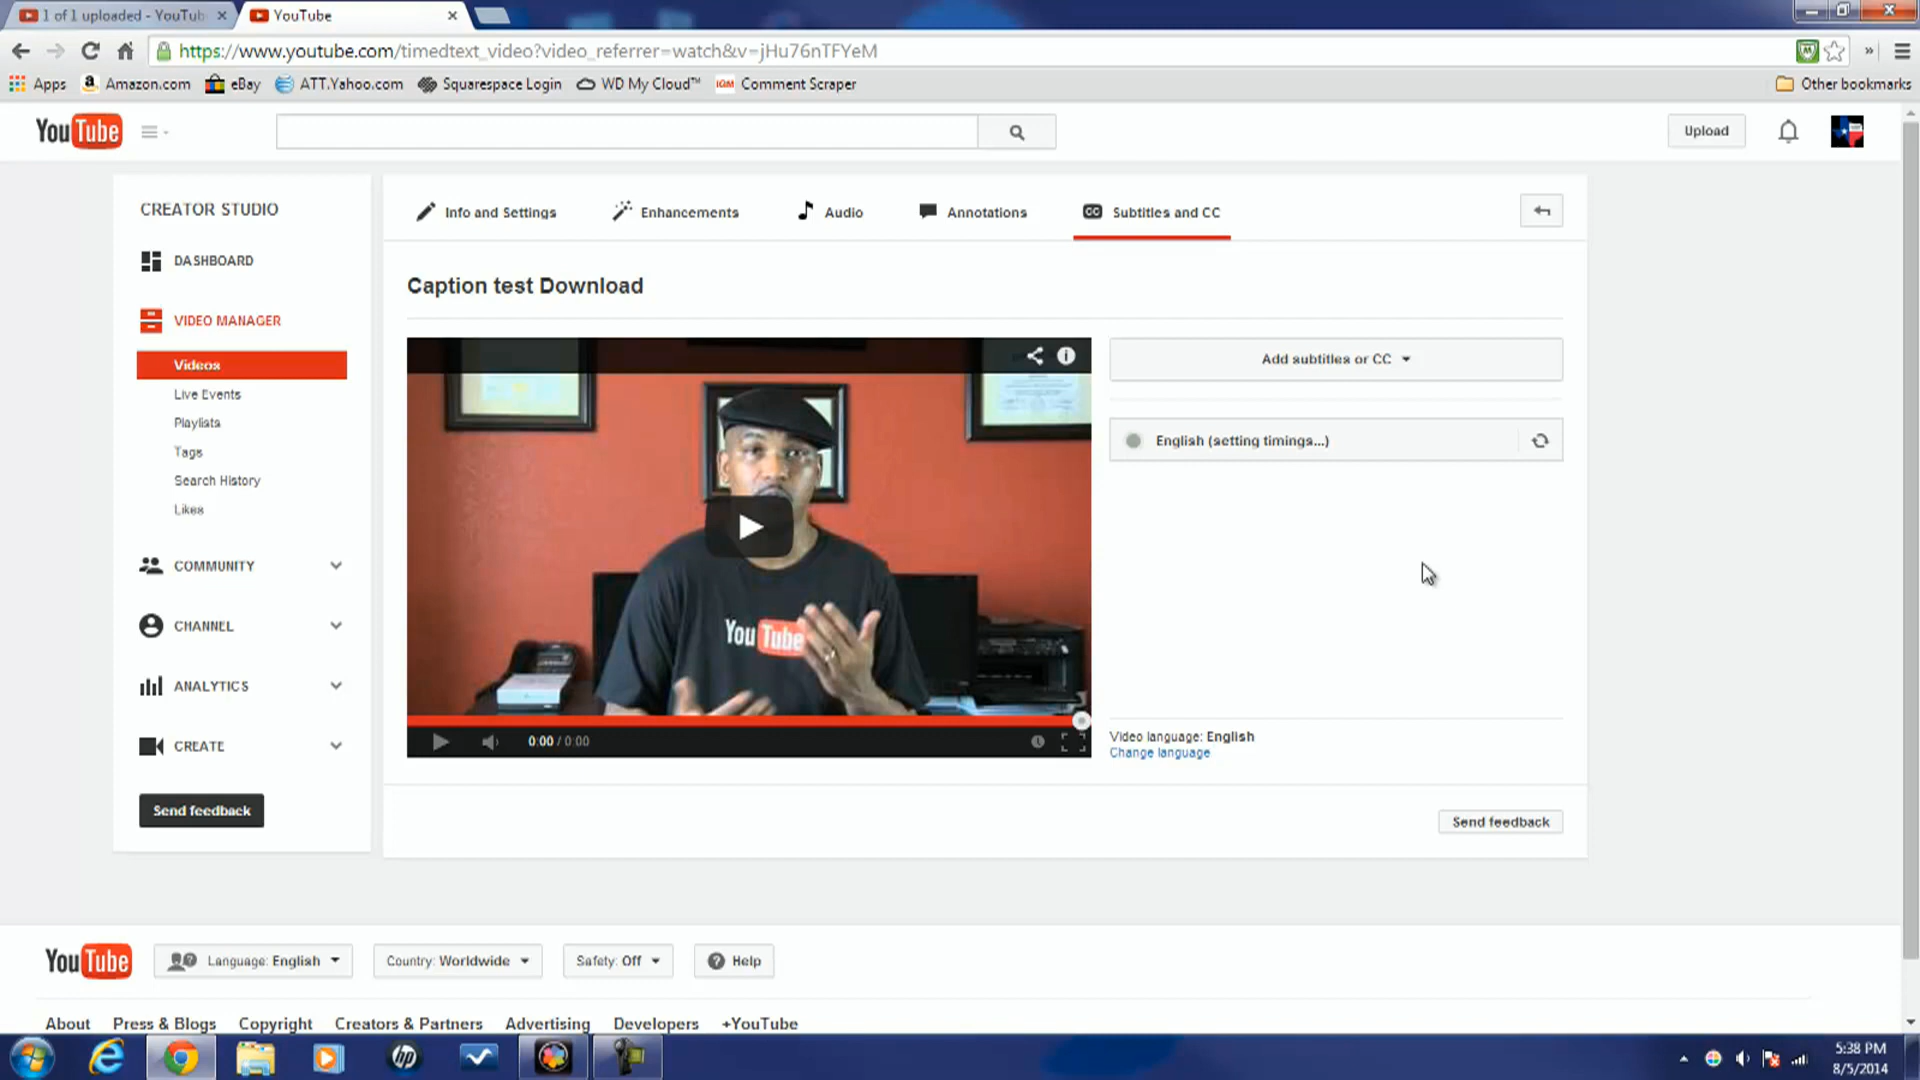 1 of 1 uploaded - YouTub
YouTube
https://www.youtube.com/timedtext_video?video_referrer=watch&v=jHu76nTFYeM
Apps
Amazon.com
eBay
ATT.Yahoo.com
Squarespace Login
WD My Cloud™
IQM Comment Scraper
Other bookmarks
YouTube
Upload
CREATOR STUDIO
DASHBOARD
VIDEO MANAGER
Videos
Live Events
Playlists
Tags
Search History
Likes
COMMUNITY
CHANNEL
ANALYTICS
CREATE
Send feedback
Info and Settings
Enhancements
Audio
Annotations
CC Subtitles and CC
Caption test Download
YouTube
0:00 / 0:00
Add subtitles or CC
English (setting timings...)
Video language: English
Change language
Send feedback
YouTube
Language: English
Country: Worldwide
Safety: Off
Help
About
Press & Blogs
Copyright
Creators & Partners
Advertising
Developers
+YouTube
hp
5:38 PM
8/5/2014